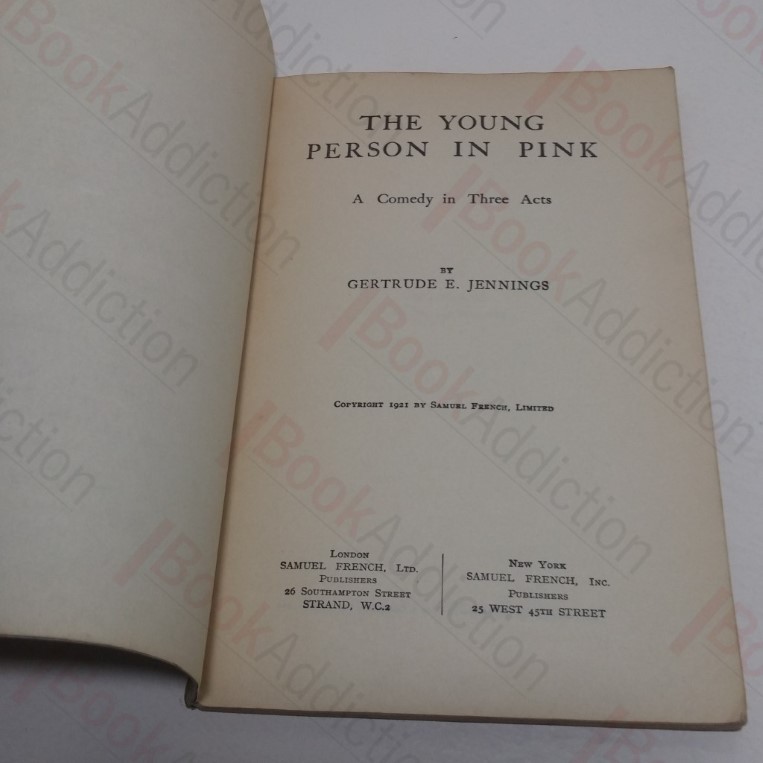 THE YOUNG
PERSON IN PINK
A Comedy in Three Acts
BY
GERTRUDE E. JENNINGS
COPYRIGHT 1921 BY SAMUEL FRENCH, LIMITED
LONDON
SAMUEL FRENCH, LTD.
PUBLISHERS
26 SOUTHAMPTON STREET
STRAND, W.C.2
NEW YORK
SAMUEL FRENCH, INC.
PUBLISHERS
25 WEST 45TH STREET
BookAddiction